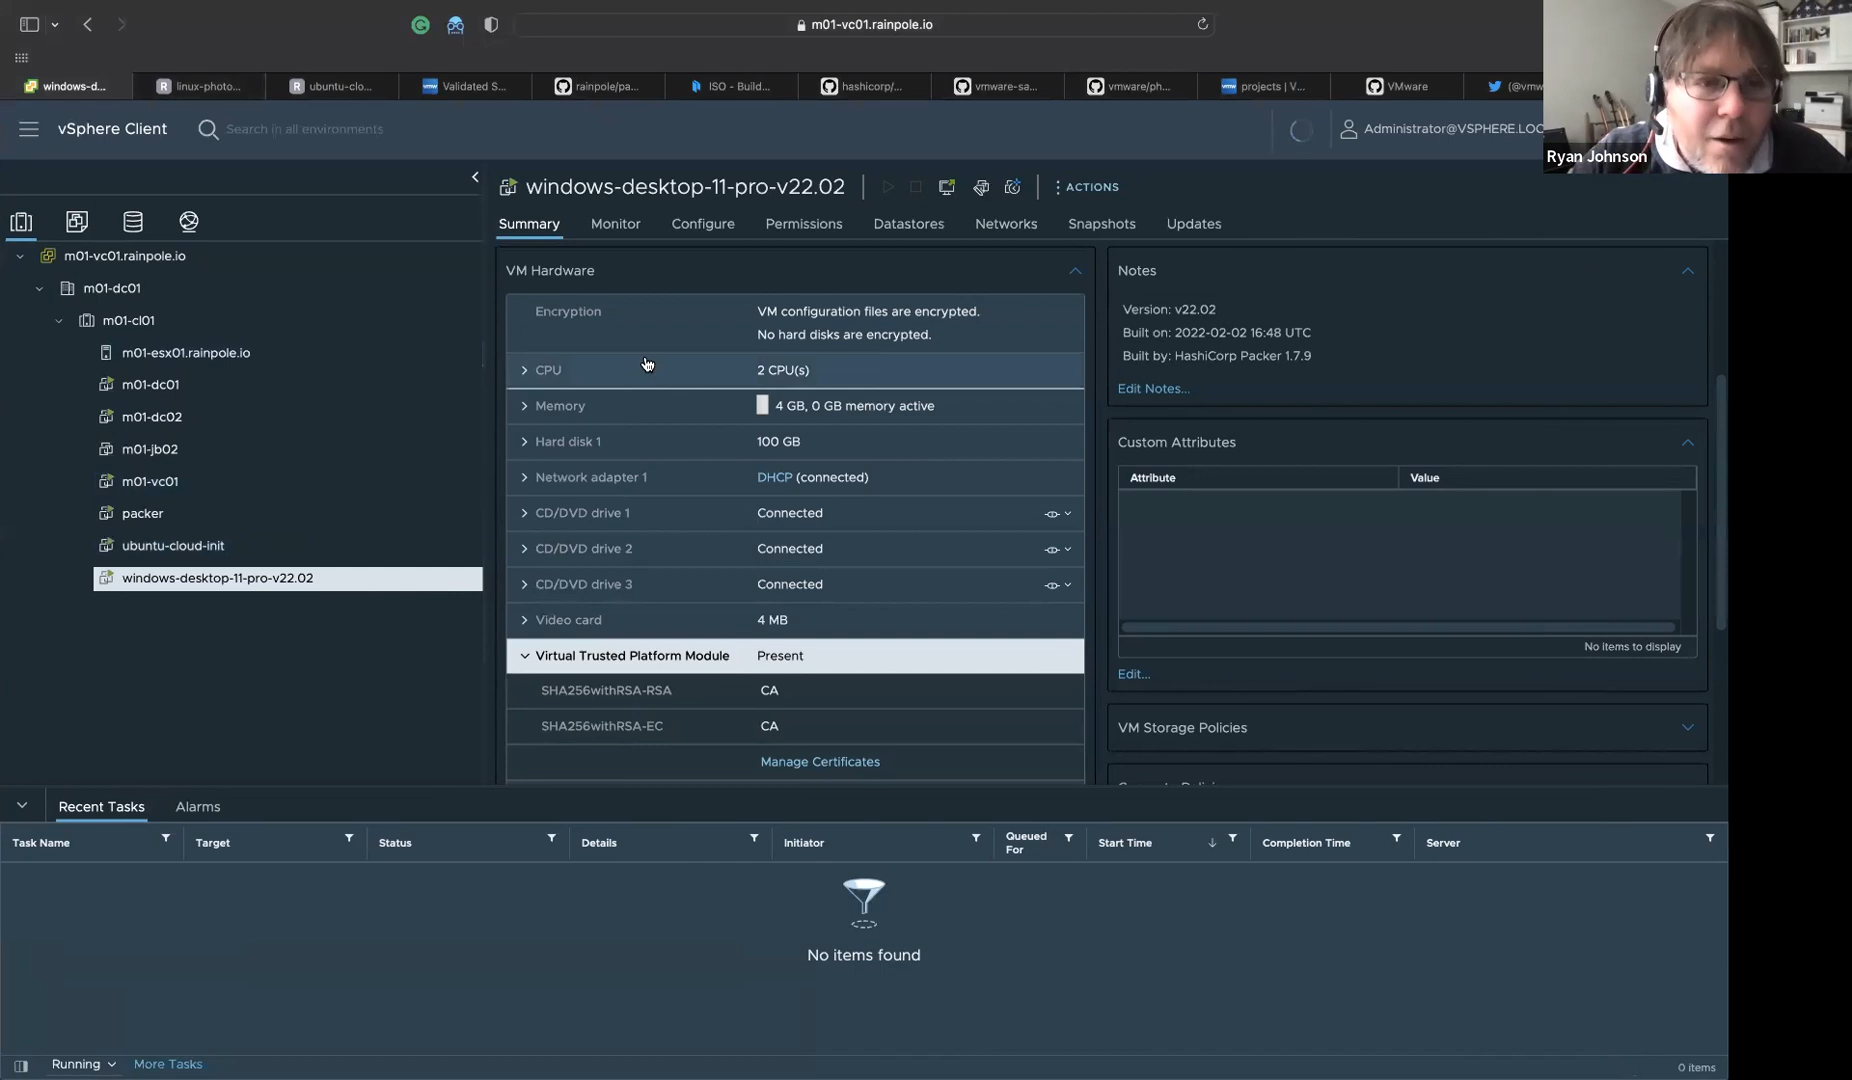 m01-vc01.rainpole.io
windows-d...
linux-photo...
ubuntu-clo...
Validated S...
rainpole/pa...
ISO - Build...
hashicorp/...
vmware-sa...
vmware/ph...
projects | V...
VMware
(@vmw
vSphere Client
Search in all environments
Administrator@VSPHERE.LOC
Ryan Johnson
windows-desktop-11-pro-v22.02
ACTIONS
Summary
Monitor
Configure
Permissions
Datastores
Networks
Snapshots
Updates
m01-vc01.rainpole.io
m01-dc01
m01-cl01
m01-esx01.rainpole.io
m01-dc01
m01-dc02
m01-jb02
m01-vc01
packer
ubuntu-cloud-init
windows-desktop-11-pro-v22.02
VM Hardware
Encryption VM configuration files are encrypted.
No hard disks are encrypted.
CPU 2 CPU(s)
Memory 4 GB, 0 GB memory active
Hard disk 1 100 GB
Network adapter 1 DHCP (connected)
CD/DVD drive 1 Connected
CD/DVD drive 2 Connected
CD/DVD drive 3 Connected
Video card 4 MB
Virtual Trusted Platform Module Present
SHA256withRSA-RSA CA
SHA256withRSA-EC CA
Manage Certificates
Notes
Version: v22.02
Built on: 2022-02-02 16:48 UTC
Built by: HashiCorp Packer 1.7.9
Edit Notes...
Custom Attributes
Attribute Value
No items to display
Edit...
VM Storage Policies
Recent Tasks Alarms
Task Name Target Status Details Initiator Queued For Start Time Completion Time Server
No items found
Running More Tasks
0 items